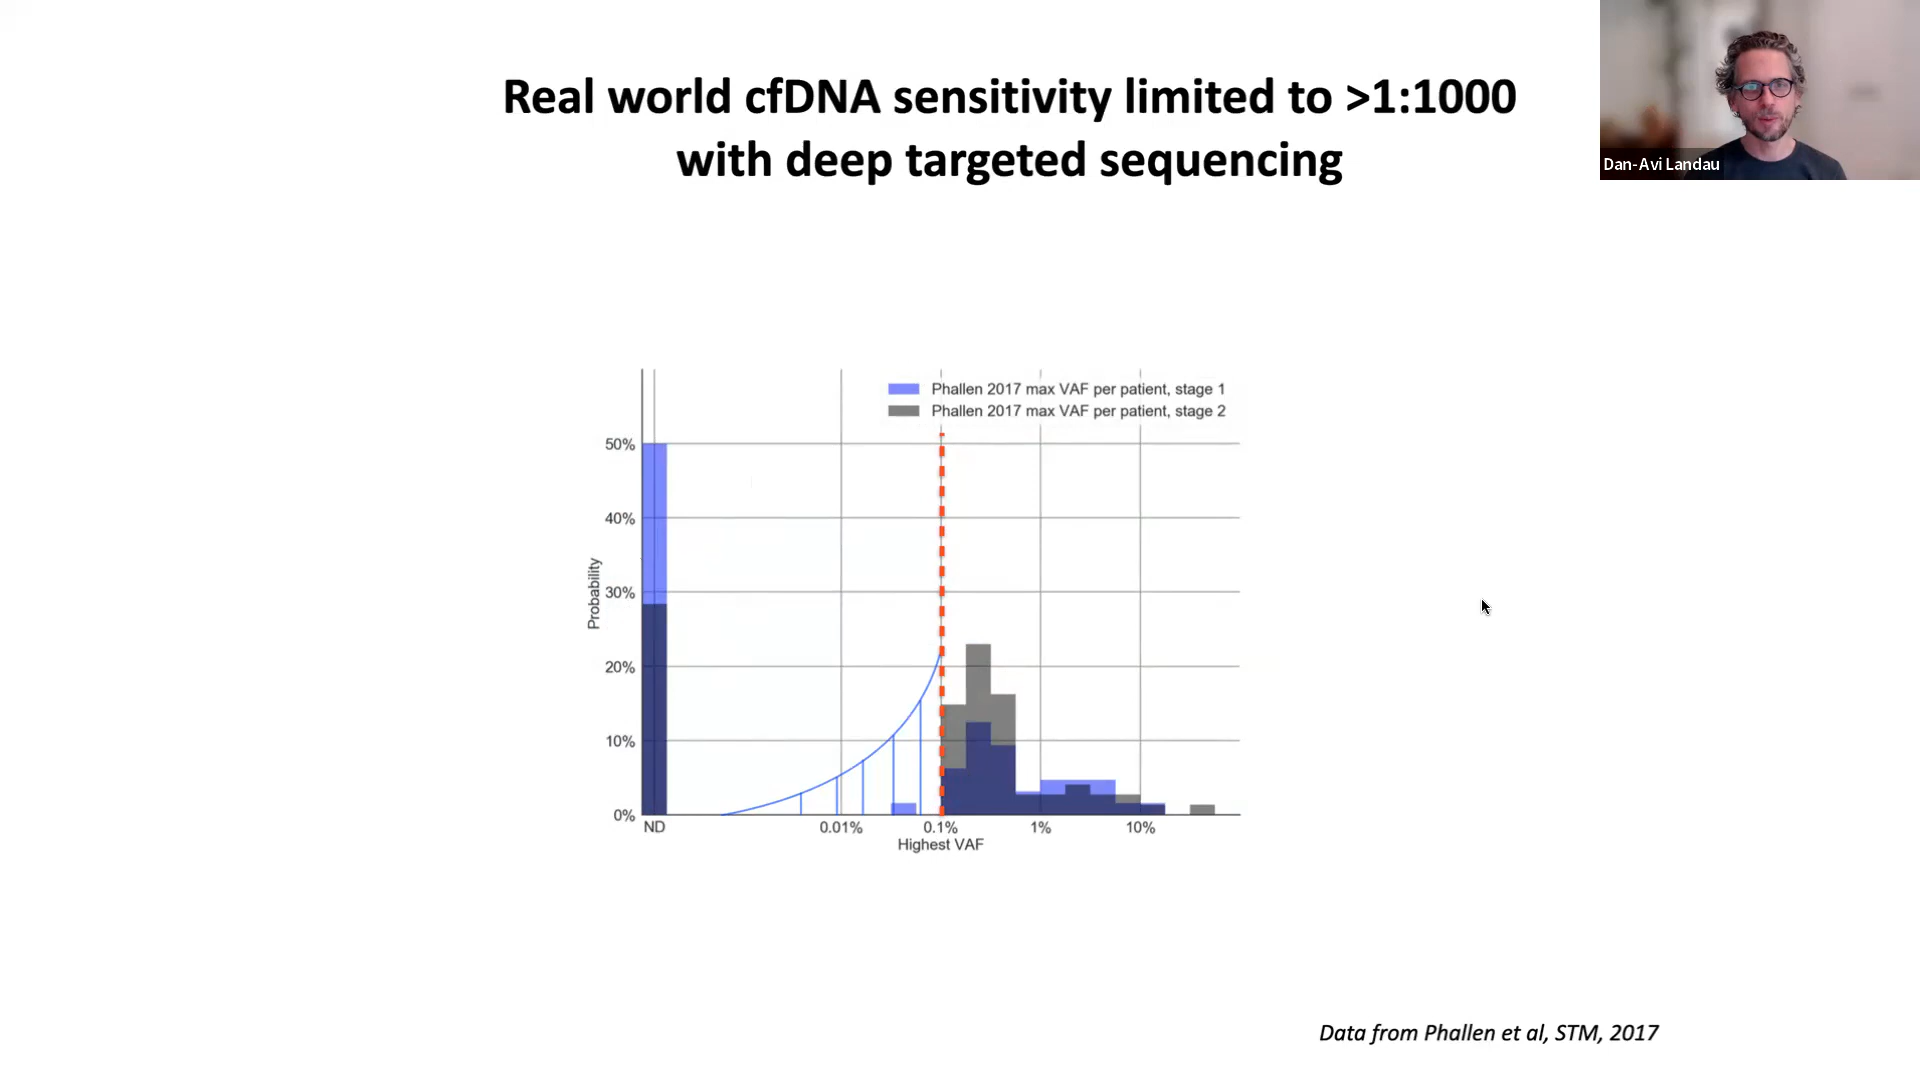 Real world cfDNA sensitivity limited to >1:1000
with deep targeted sequencing
Dan-Avi Landau
Phallen 2017 max VAF per patient, stage 1
Phallen 2017 max VAF per patient, stage 2
50%
40%
30%
20%
10%
0%
Probability
ND
0.01%
0.1%
1%
10%
Highest VAF
Data from Phallen et al, STM, 2017